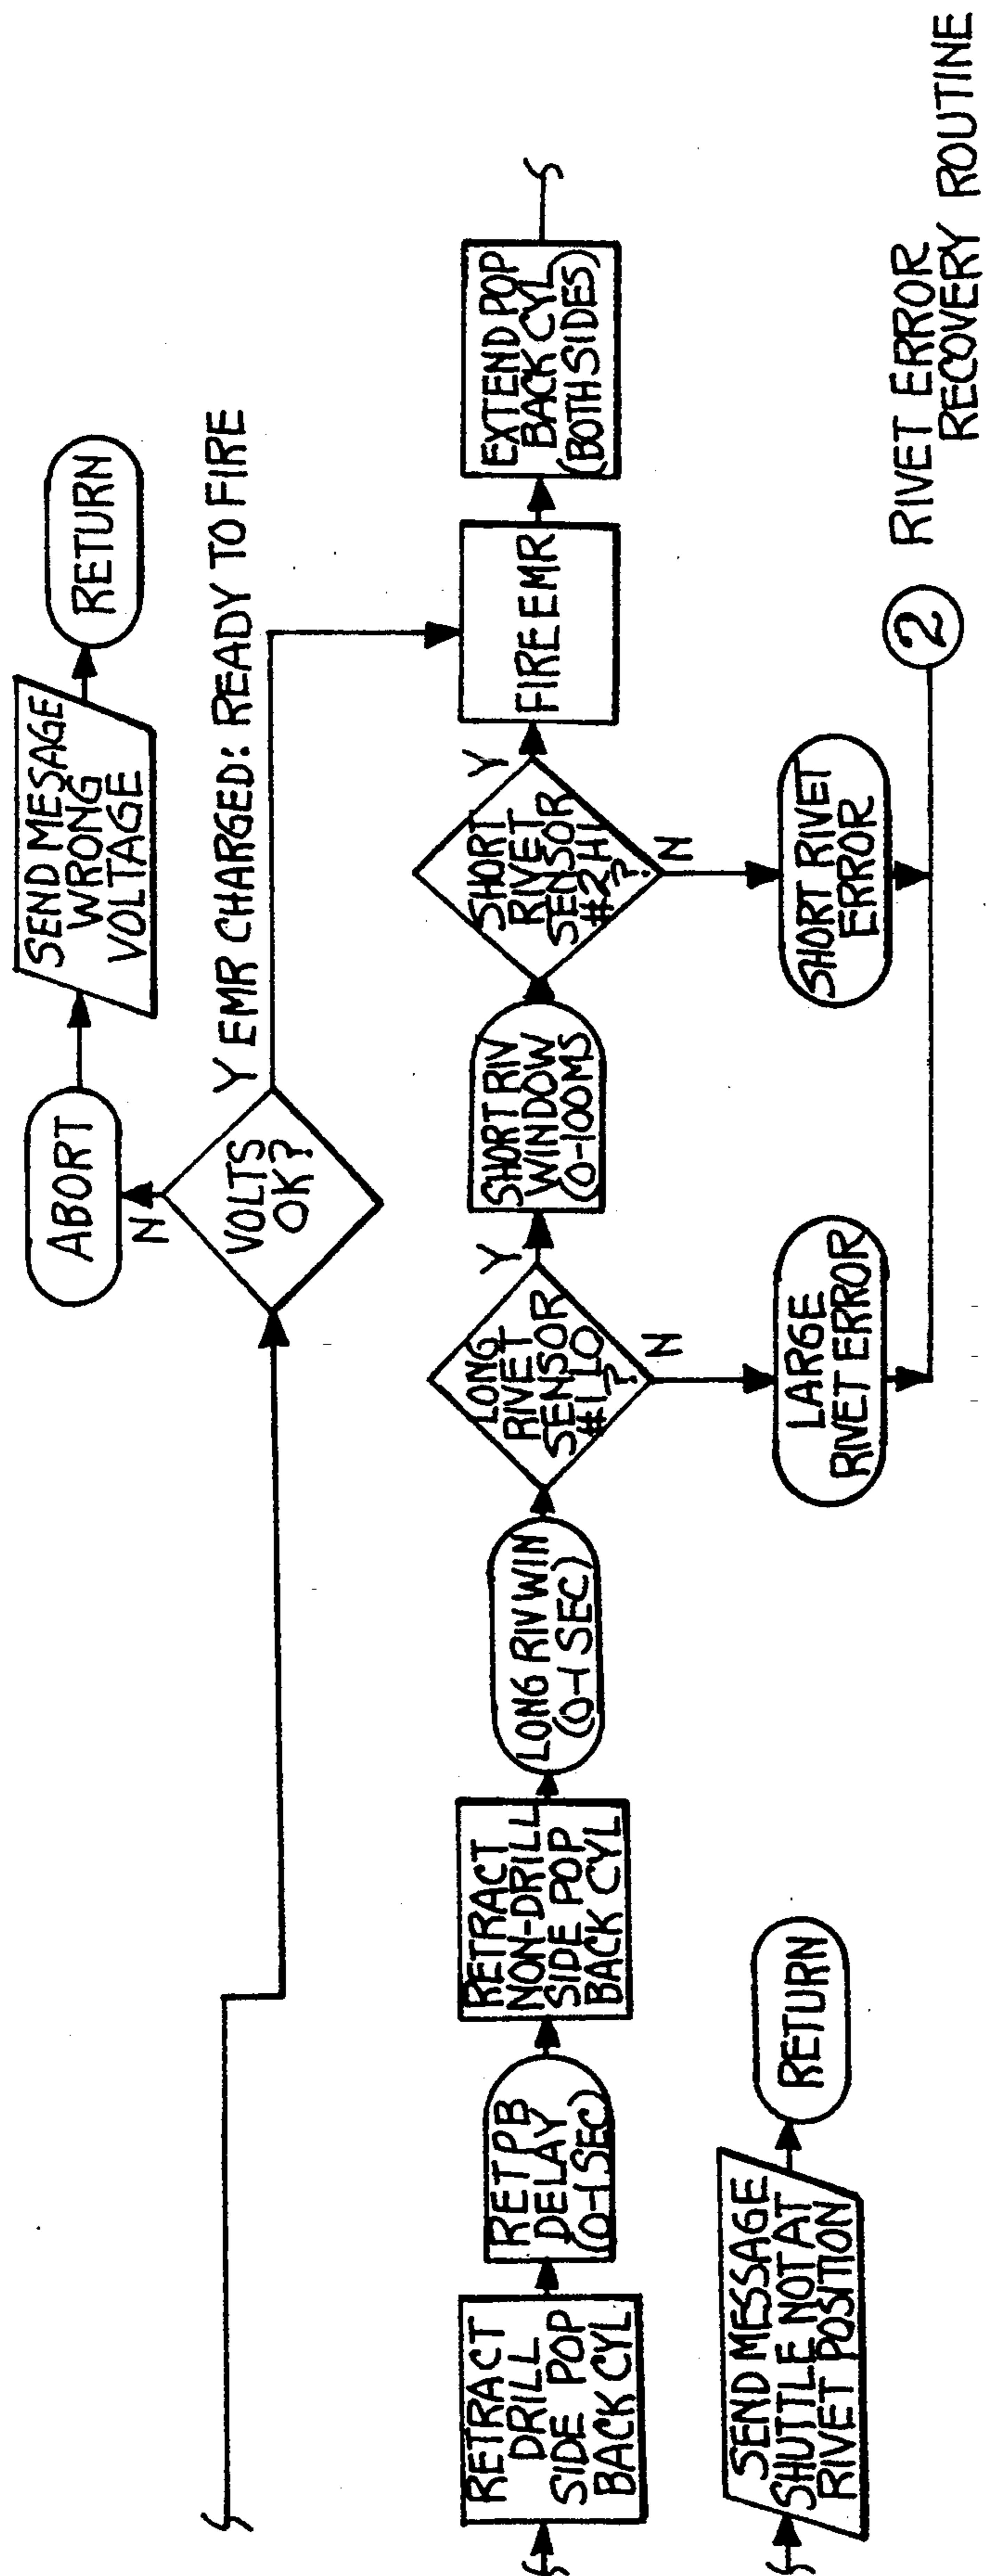 ABORT
SEND MESAGE
WRONG
VOLTAGE
RETURN
N
VOLTS
OK?
Y EMR CHARGED: READY TO FIRE
RETRACT
DRILL
SIDE POP
BACK CYL
RET PB
DELAY
(0-1 SEC)
RETRACT
NON-DRILL
SIDE POP
BACK CYL
LONG RIV WIN
(0-1 SEC)
LONG
RIVET
SENSOR
#1 LO
?
Y
N
SHORT RIV
WINDOW
(0-100MS
SHORT
RIVET
SENSOR
#2 HI
?
Y
N
FIRE EMR
EXTEND POP
BACK CYL
(BOTH SIDES)
SEND MESSAGE
SHUTTLE NOT AT
RIVET POSITION
RETURN
LARGE
RIVET ERROR
SHORT RIVET
ERROR
2
RIVET ERROR
RECOVERY ROUTINE